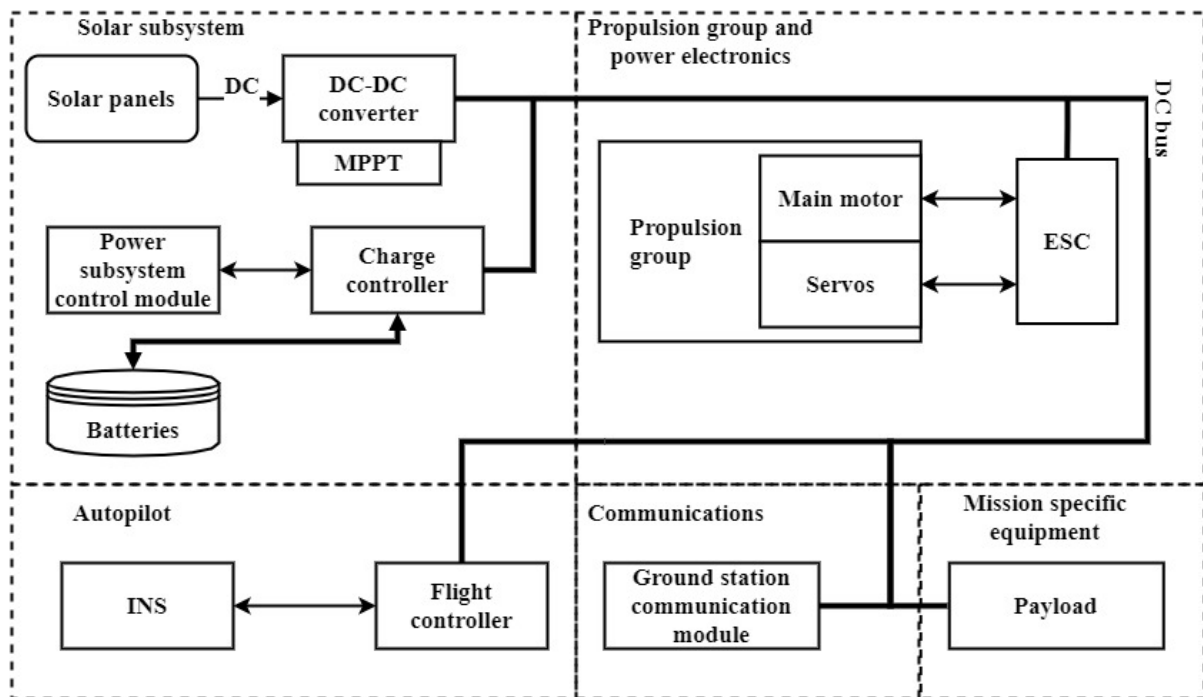 Solar subsystem
Propulsion group and
power electronics
Solar panels
DC
DC-DC
converter
MPPT
DC bus
Power
subsystem
control module
Charge
controller
Propulsion
group
Main motor
Servos
ESC
Batteries
Autopilot
Communications
Mission specific
equipment
INS
Flight
controller
Ground station
communication
module
Payload